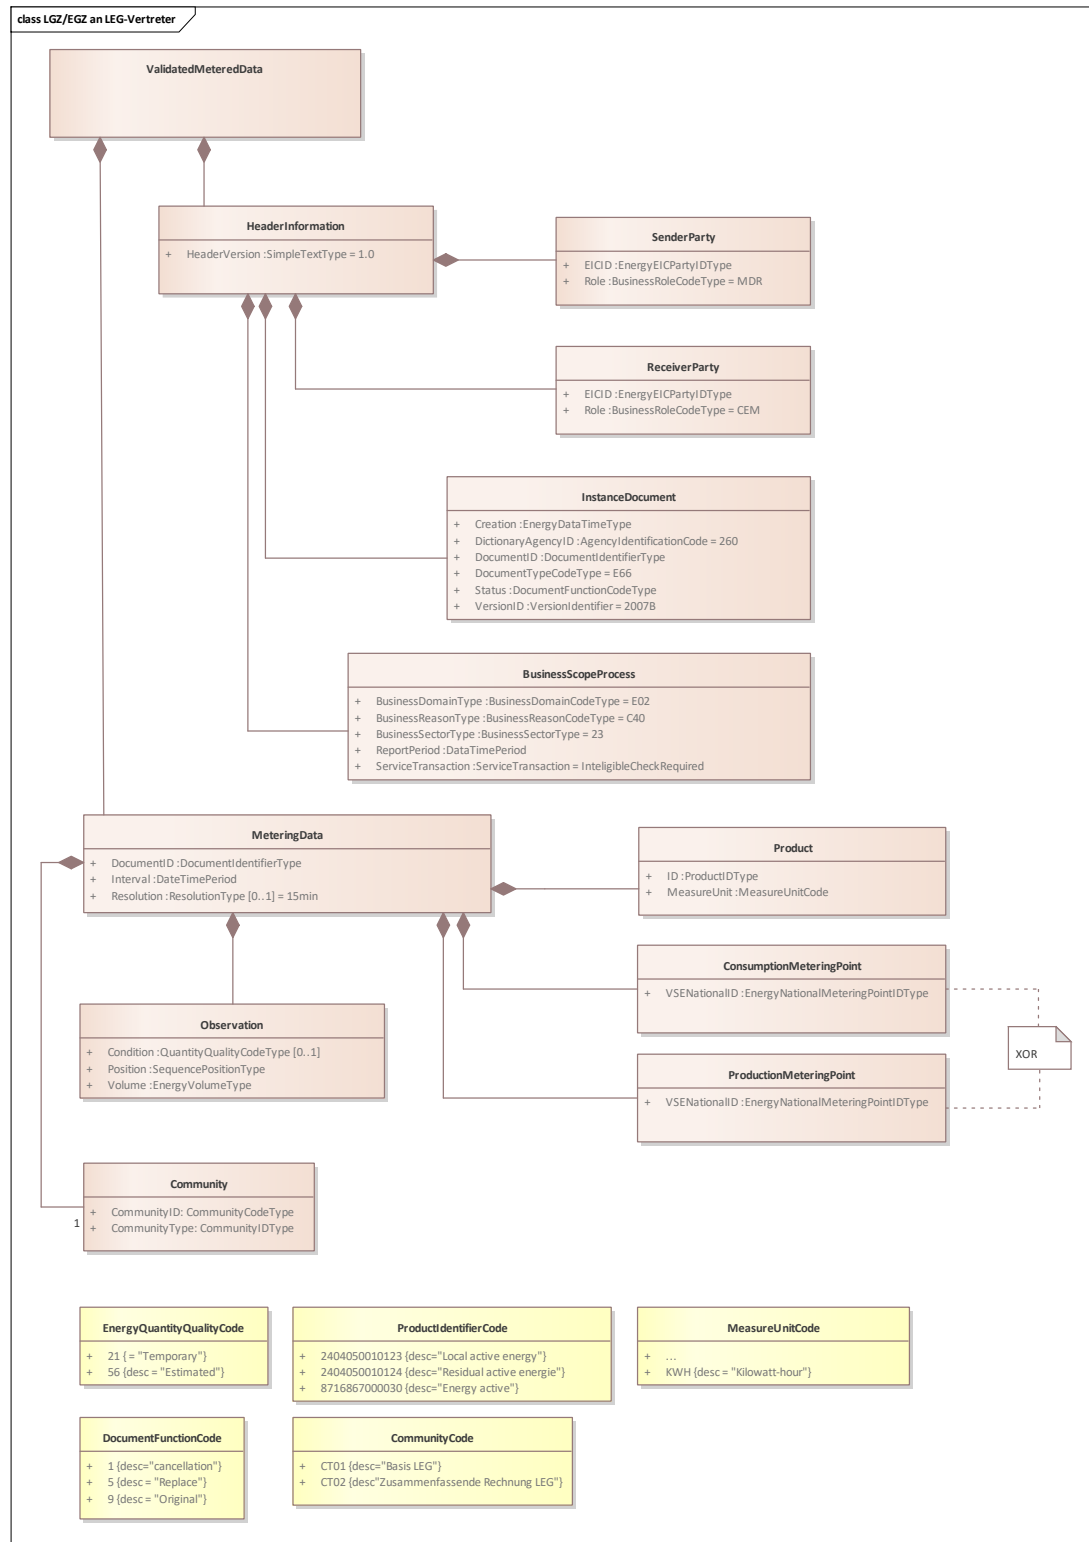 class LGZ/EGZ an LEG-Vertreter
ValidatedMeteredData
HeaderInformation
+ HeaderVersion :SimpleTextType = 1.0
SenderParty
+ EICID :EnergyEICPartyIDType
+ Role :BusinessRoleCodeType = MDR
ReceiverParty
+ EICID :EnergyEICPartyIDType
+ Role :BusinessRoleCodeType = CEM
InstanceDocument
+ Creation :EnergyDataTimeType
+ DictionaryAgencyID :AgencyIdentificationCode = 260
+ DocumentID :DocumentIdentifierType
+ DocumentTypeCodeType = E66
+ Status :DocumentFunctionCodeType
+ VersionID :VersionIdentifier = 2007B
BusinessScopeProcess
+ BusinessDomainType :BusinessDomainCodeType = E02
+ BusinessReasonType :BusinessReasonCodeType = C40
+ BusinessSectorType :BusinessSectorType = 23
+ ReportPeriod :DataTimePeriod
+ ServiceTransaction :ServiceTransaction = InteligibleCheckRequired
MeteringData
+ DocumentID :DocumentIdentifierType
+ Interval :DateTimePeriod
+ Resolution :ResolutionType [0..1] = 15min
Product
+ ID :ProductIDType
+ MeasureUnit :MeasureUnitCode
ConsumptionMeteringPoint
+ VSENationalID :EnergyNationalMeteringPointIDType
XOR
ProductionMeteringPoint
+ VSENationalID :EnergyNationalMeteringPointIDType
Observation
+ Condition :QuantityQualityCodeType [0..1]
+ Position :SequencePositionType
+ Volume :EnergyVolumeType
Community
+ CommunityID: CommunityCodeType
+ CommunityType: CommunityIDType
1
EnergyQuantityQualityCode
+ 21 { = "Temporary"}
+ 56 {desc = "Estimated"}
ProductIdentifierCode
+ 2404050010123 {desc="Local active energy"}
+ 2404050010124 {desc="Residual active energie"}
+ 8716867000030 {desc="Energy active"}
MeasureUnitCode
+ ...
+ KWH {desc = "Kilowatt-hour"}
DocumentFunctionCode
+ 1 {desc="cancellation"}
+ 5 {desc = "Replace"}
+ 9 {desc = "Original"}
CommunityCode
+ CT01 {desc="Basis LEG"}
+ CT02 {desc"Zusammenfassende Rechnung LEG"}